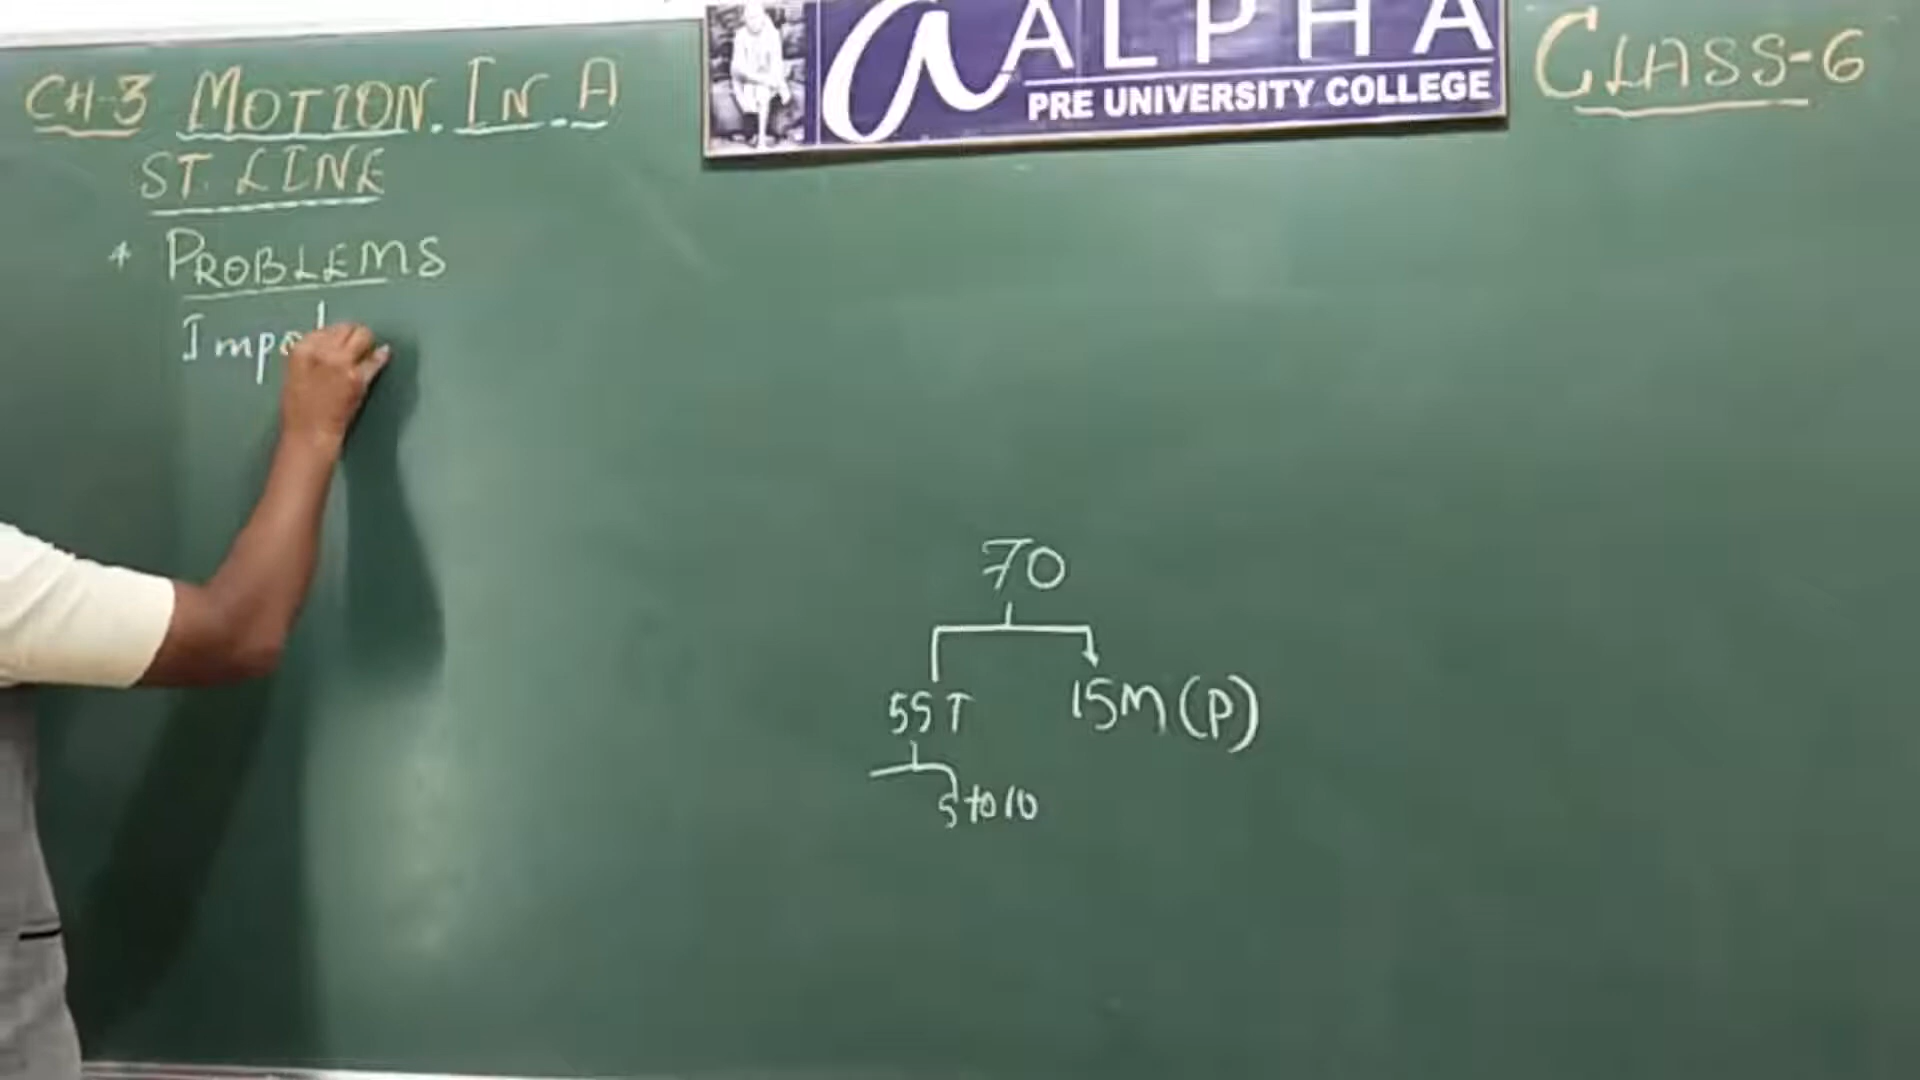 CH-3 MOTION IN A
ST. LINE
* PROBLEMS
a ALPHA
PRE UNIVERSITY COLLEGE
CLASS-6
70
55T 15M (P)
5 to 10